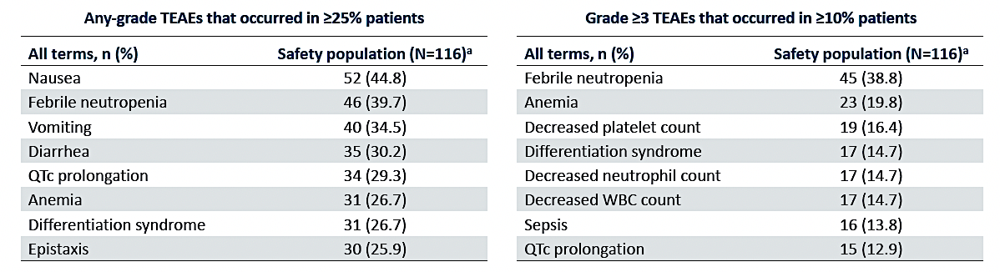 Any-grade TEAEs that occurred in ≥25% patients
All terms, n (%) Safety population (N=116)ᵃ
Nausea 52 (44.8)
Febrile neutropenia 46 (39.7)
Vomiting 40 (34.5)
Diarrhea 35 (30.2)
QTc prolongation 34 (29.3)
Anemia 31 (26.7)
Differentiation syndrome 31 (26.7)
Epistaxis 30 (25.9)
Grade ≥3 TEAEs that occurred in ≥10% patients
All terms, n (%) Safety population (N=116)ᵃ
Febrile neutropenia 45 (38.8)
Anemia 23 (19.8)
Decreased platelet count 19 (16.4)
Differentiation syndrome 17 (14.7)
Decreased neutrophil count 17 (14.7)
Decreased WBC count 17 (14.7)
Sepsis 16 (13.8)
QTc prolongation 15 (12.9)